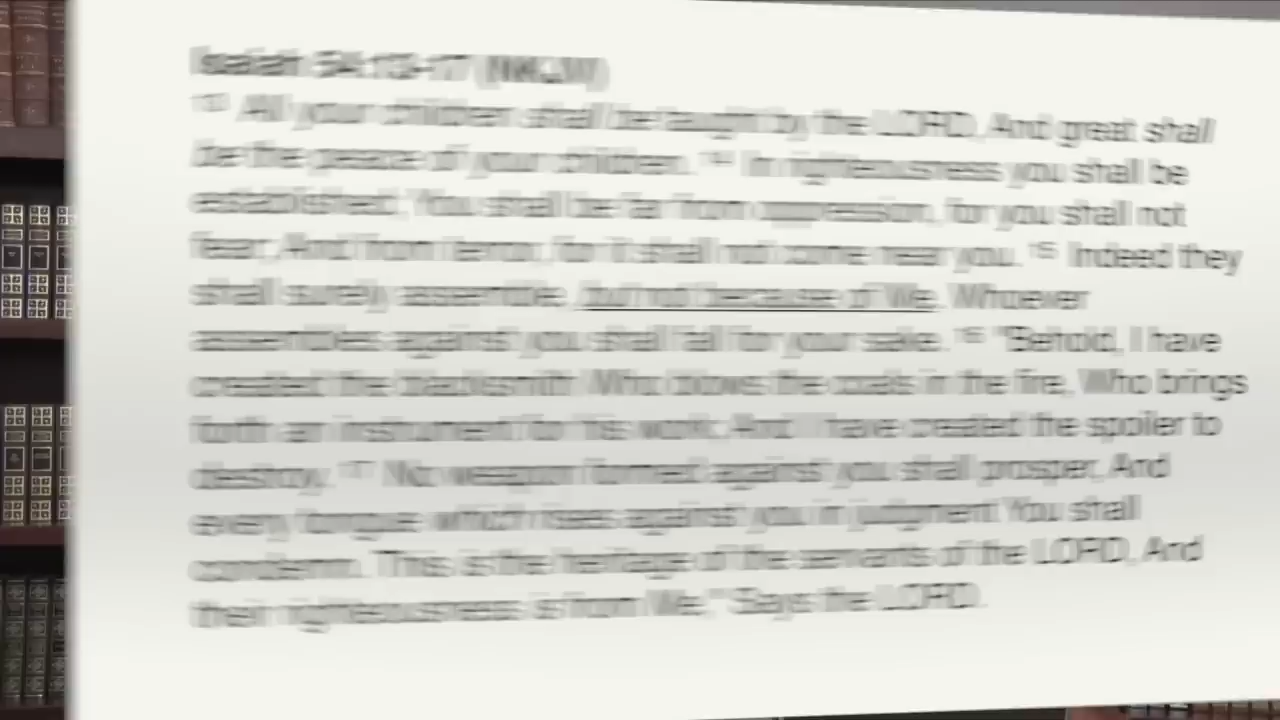 Isaiah 54:13-17 (NKJV)
13 All your children shall be taught by the LORD, And great shall
be the peace of your children. 14 In righteousness you shall be
established; You shall be far from oppression, for you shall not
fear; And from terror, for it shall not come near you. 15 Indeed they
shall surely assemble, but not because of Me. Whoever
assembles against you shall fall for your sake. 16 "Behold, I have
created the blacksmith Who blows the coals in the fire, Who brings
forth an instrument for his work; And I have created the spoiler to
destroy. 17 No weapon formed against you shall prosper, And
every tongue which rises against you in judgment You shall
condemn. This is the heritage of the servants of the LORD, And
their righteousness is from Me," Says the LORD.